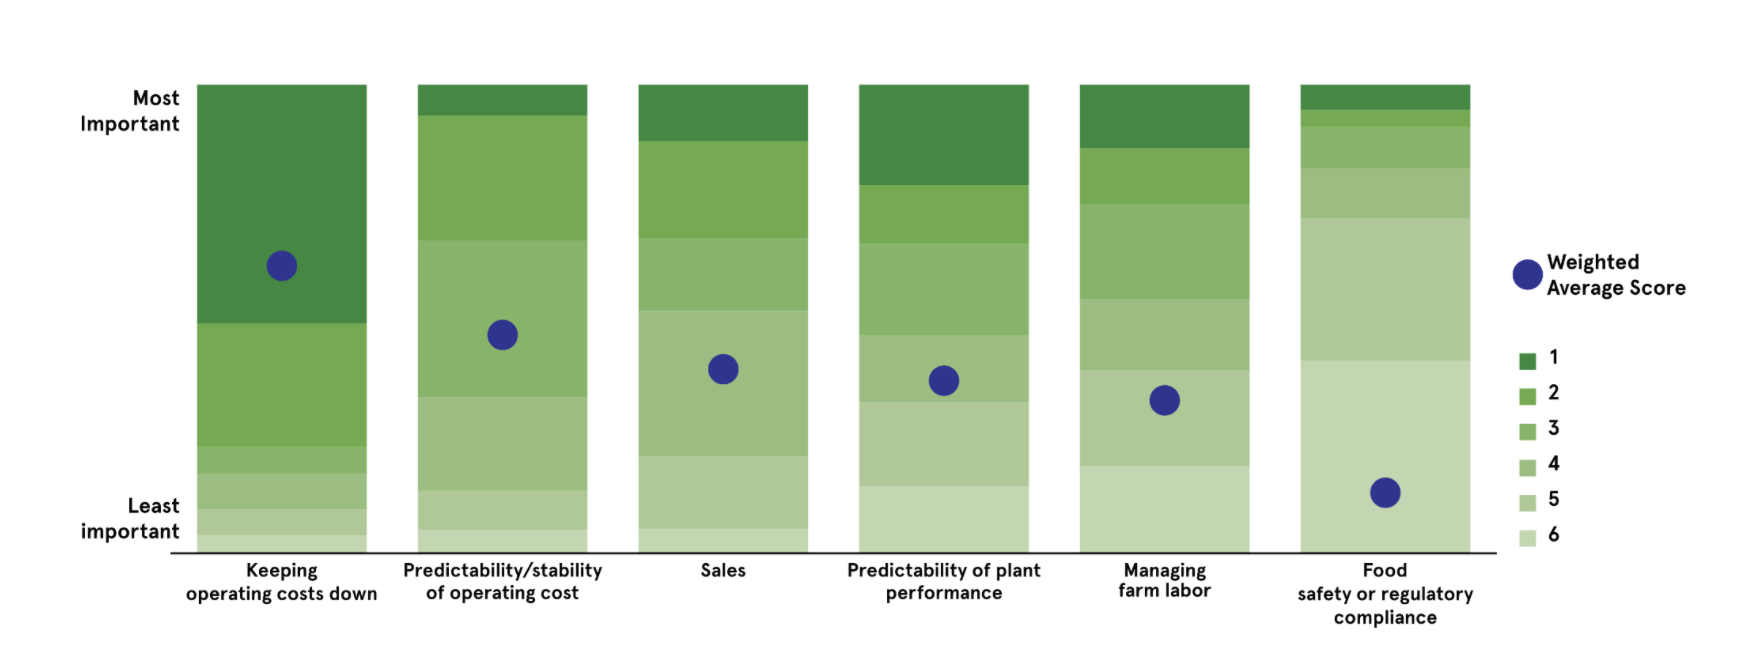 Most
Important
Least
important
Keeping
operating costs down
Predictability/stability
of operating cost
Sales
Predictability of plant
performance
Managing
farm labor
Food
safety or regulatory
compliance
Weighted
Average Score
1
2
3
4
5
6